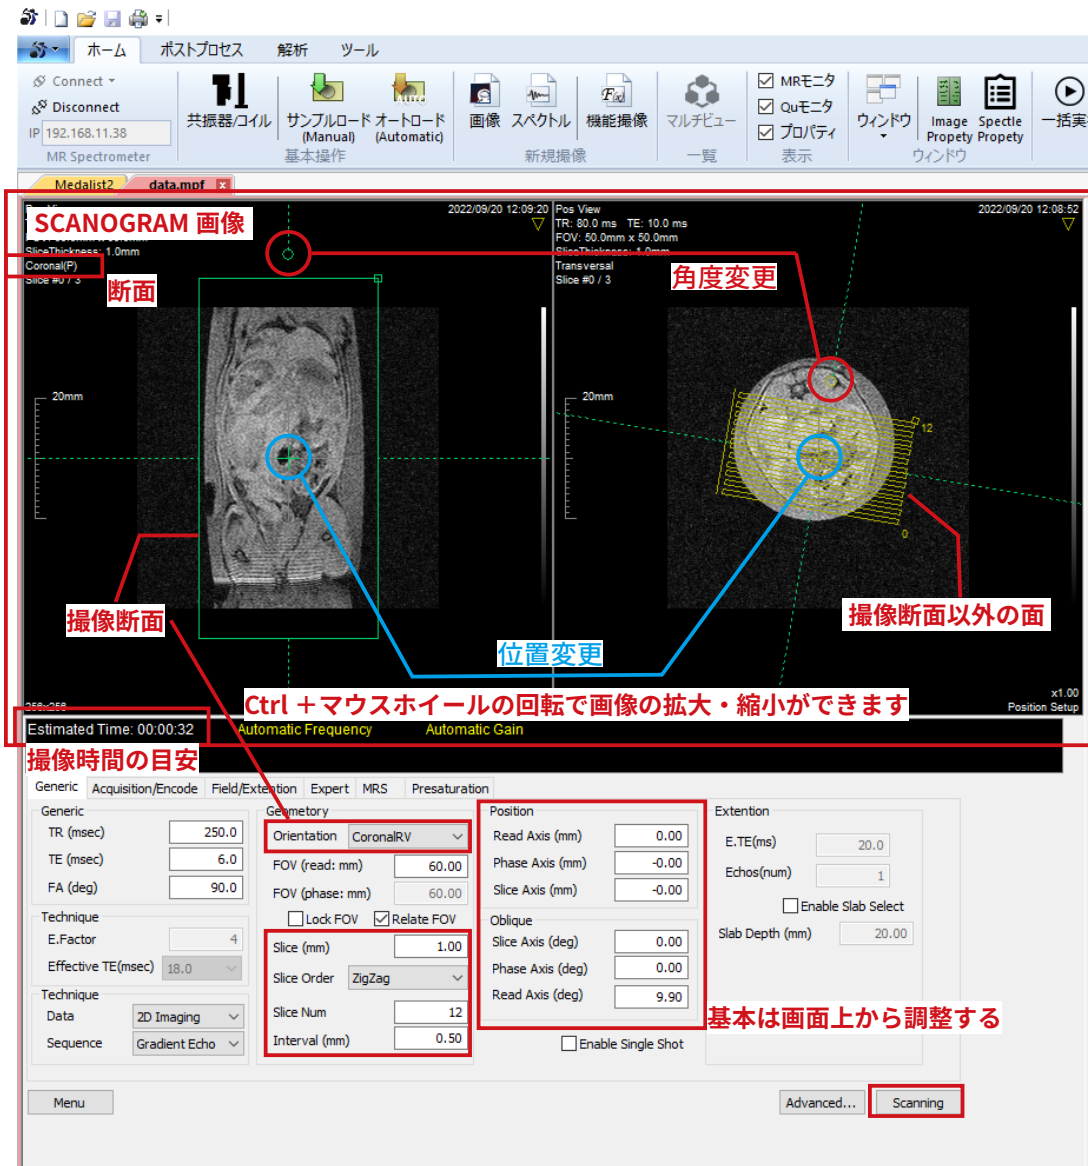 ホーム ポストプロセス 解析 ツール
Connect
Disconnect
IP 192.168.11.38
MR Spectrometer
共振器/コイル
サンプルロード (Manual)
オートロード (Automatic)
基本操作
画像 スペクトル 機能撮像
新規撮像
マルチビュー
一覧
MRモニタ
Quモニタ
プロパティ
表示
ウィンドウ
Image Propety
Spectle Propety
ウィンドウ
一括実
Medalist2 data.mpf
SCANOGRAM 画像
2022/09/20 12:09:20
SliceThickness: 1.0mm
Coronal(P)
Slice #0 / 3
断面
20mm
256x256
Pos View
2022/09/20 12:08:52
TR: 80.0 ms TE: 10.0 ms
FOV: 50.0mm x 50.0mm
SliceThickness: 1.0mm
Transversal
Slice #0 / 3
角度変更
20mm
12
0
撮像断面
撮像断面以外の面
位置変更
x1.00
Position Setup
Ctrl ＋マウスホイールの回転で画像の拡大・縮小ができます
Estimated Time: 00:00:32 Automatic Frequency Automatic Gain
撮像時間の目安
Generic Acquisition/Encode Field/Extention Expert MRS Presaturation
Generic
TR (msec) 250.0
TE (msec) 6.0
FA (deg) 90.0
Technique
E.Factor 4
Effective TE(msec) 18.0
Technique
Data 2D Imaging
Sequence Gradient Echo
Geometory
Orientation CoronalRV
FOV (read: mm) 60.00
FOV (phase: mm) 60.00
Lock FOV Relate FOV
Slice (mm) 1.00
Slice Order ZigZag
Slice Num 12
Interval (mm) 0.50
Position
Read Axis (mm) 0.00
Phase Axis (mm) -0.00
Slice Axis (mm) -0.00
Oblique
Slice Axis (deg) 0.00
Phase Axis (deg) 0.00
Read Axis (deg) 9.90
Enable Single Shot
Extention
E.TE(ms) 20.0
Echos(num) 1
Enable Slab Select
Slab Depth (mm) 20.00
基本は画面上から調整する
Menu Advanced... Scanning